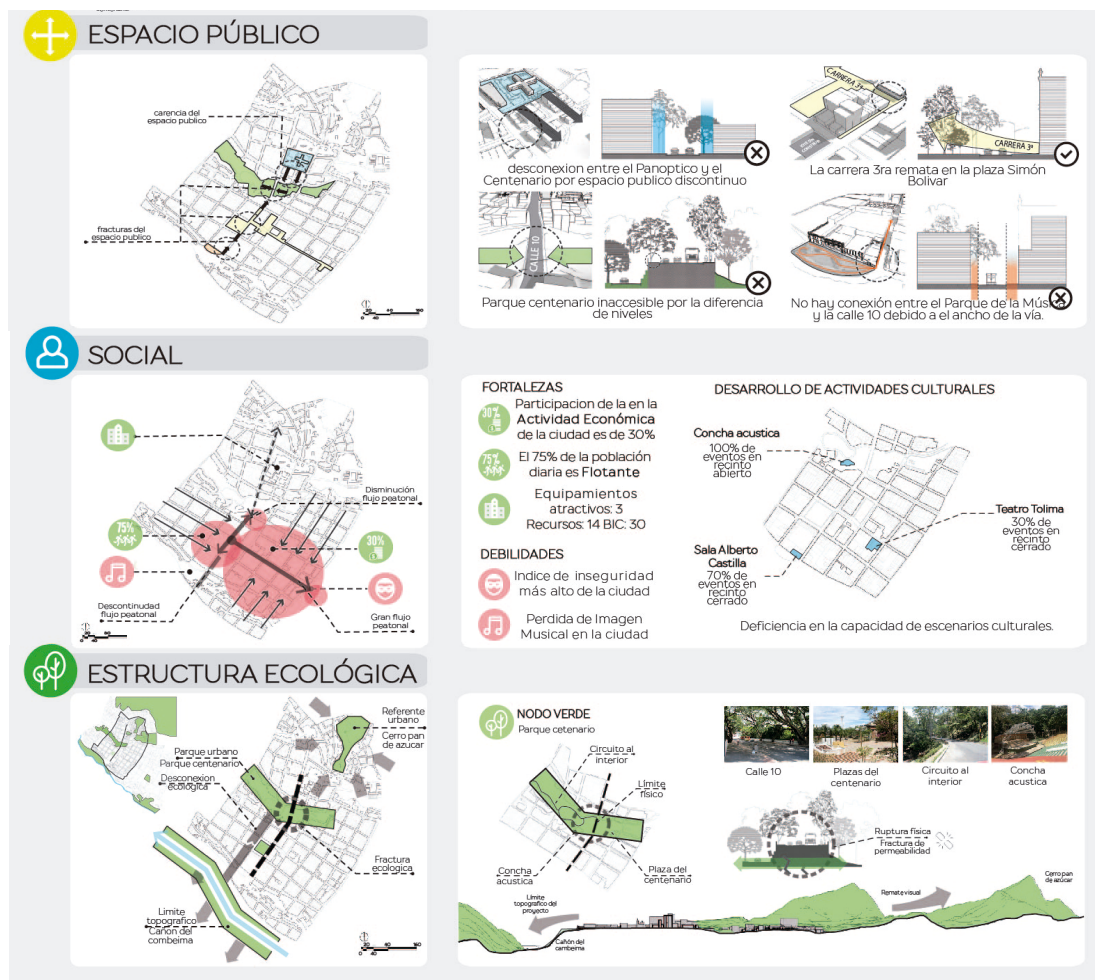 ESPACIO PÚBLICO
carencia del
espacio publico
fracturas del
espacio publico
CARRERA 3ª
CARRERA 3ª
desconexion entre el Panoptico y el
Centenario por espacio publico discontinuo
La carrera 3ra remata en la plaza Simón
Bolivar
CALLE 10
Parque centenario inaccesible por la diferencia
de niveles
No hay conexión entre el Parque de la Música
y la calle 10 debido a el ancho de la vía.
SOCIAL
Disminución
flujo peatonal
75%
30%
Descontinudad
flujo peatonal
Gran flujo
peatonal
FORTALEZAS
30%
Participacion de la en la
Actividad Económica
de la ciudad es de 30%
75%
El 75% de la población
diaria es Flotante
Equipamientos
atractivos: 3
Recursos: 14 BIC: 30
DEBILIDADES
Indice de inseguridad
más alto de la ciudad
Perdida de Imagen
Musical en la ciudad
DESARROLLO DE ACTIVIDADES CULTURALES
Concha acustica
100% de
eventos en
recinto
abierto
Teatro Tolima
30% de
eventos en
recinto
cerrado
Sala Alberto
Castilla
70% de
eventos en
recinto
cerrado
Deficiencia en la capacidad de escenarios culturales.
ESTRUCTURA ECOLÓGICA
Referente
urbano
Cerro pan
de azucar
Parque urbano
Parque centenario
Desconexion
ecológica
Fractura
ecologica
Límite
topografico
Cañón del
combeima
NODO VERDE
Parque cetenario
Circuito al
interior
Límite
físico
Concha
acustica
Plaza del
centenario
Calle 10
Plazas del
centenario
Circuito al
interior
Concha
acustica
Ruptura física
Fractura de
permeabilidad
Límite
topografico del
proyecto
Cañón del
combeima
Remate visual
Cerro pan
de azúcar